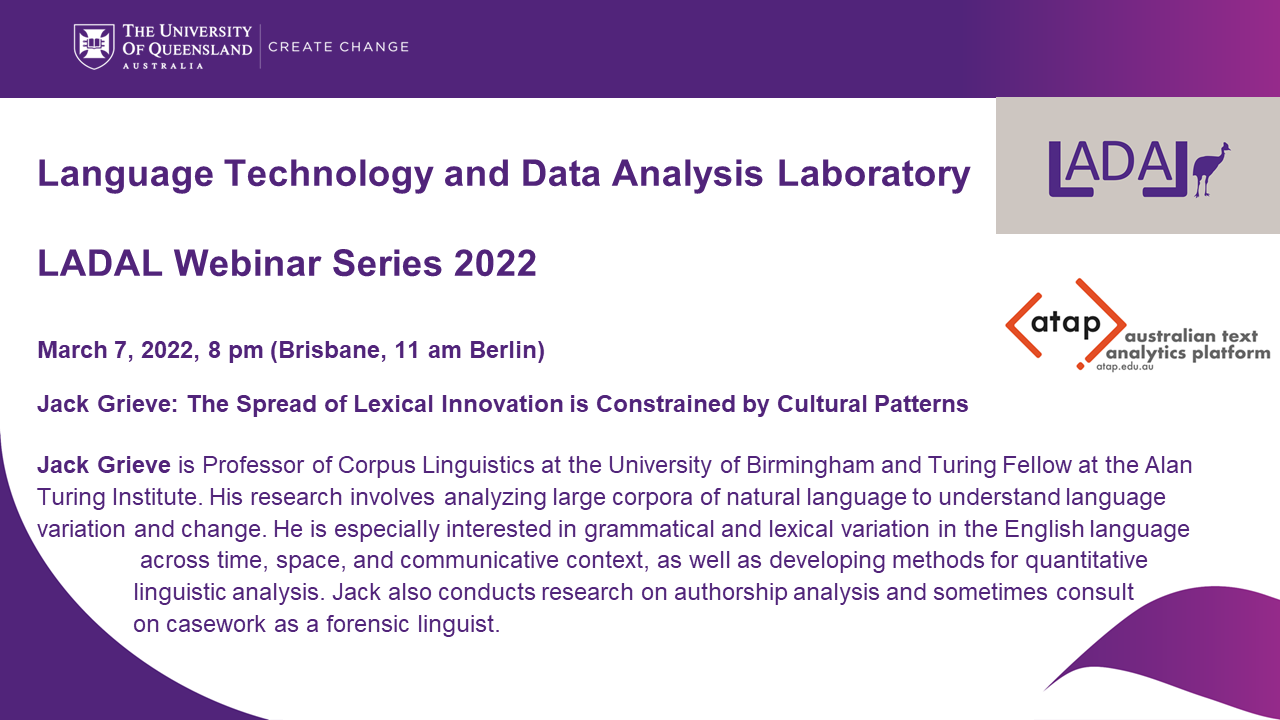 THE UNIVERSITY
OF QUEENSLAND
AUSTRALIA
CREATE CHANGE
LADAL
Language Technology and Data Analysis Laboratory
LADAL Webinar Series 2022
atap
australian text
analytics platform
atap.edu.au
March 7, 2022, 8 pm (Brisbane, 11 am Berlin)
Jack Grieve: The Spread of Lexical Innovation is Constrained by Cultural Patterns
Jack Grieve is Professor of Corpus Linguistics at the University of Birmingham and Turing Fellow at the Alan
Turing Institute. His research involves analyzing large corpora of natural language to understand language
variation and change. He is especially interested in grammatical and lexical variation in the English language
across time, space, and communicative context, as well as developing methods for quantitative
linguistic analysis. Jack also conducts research on authorship analysis and sometimes consult
on casework as a forensic linguist.